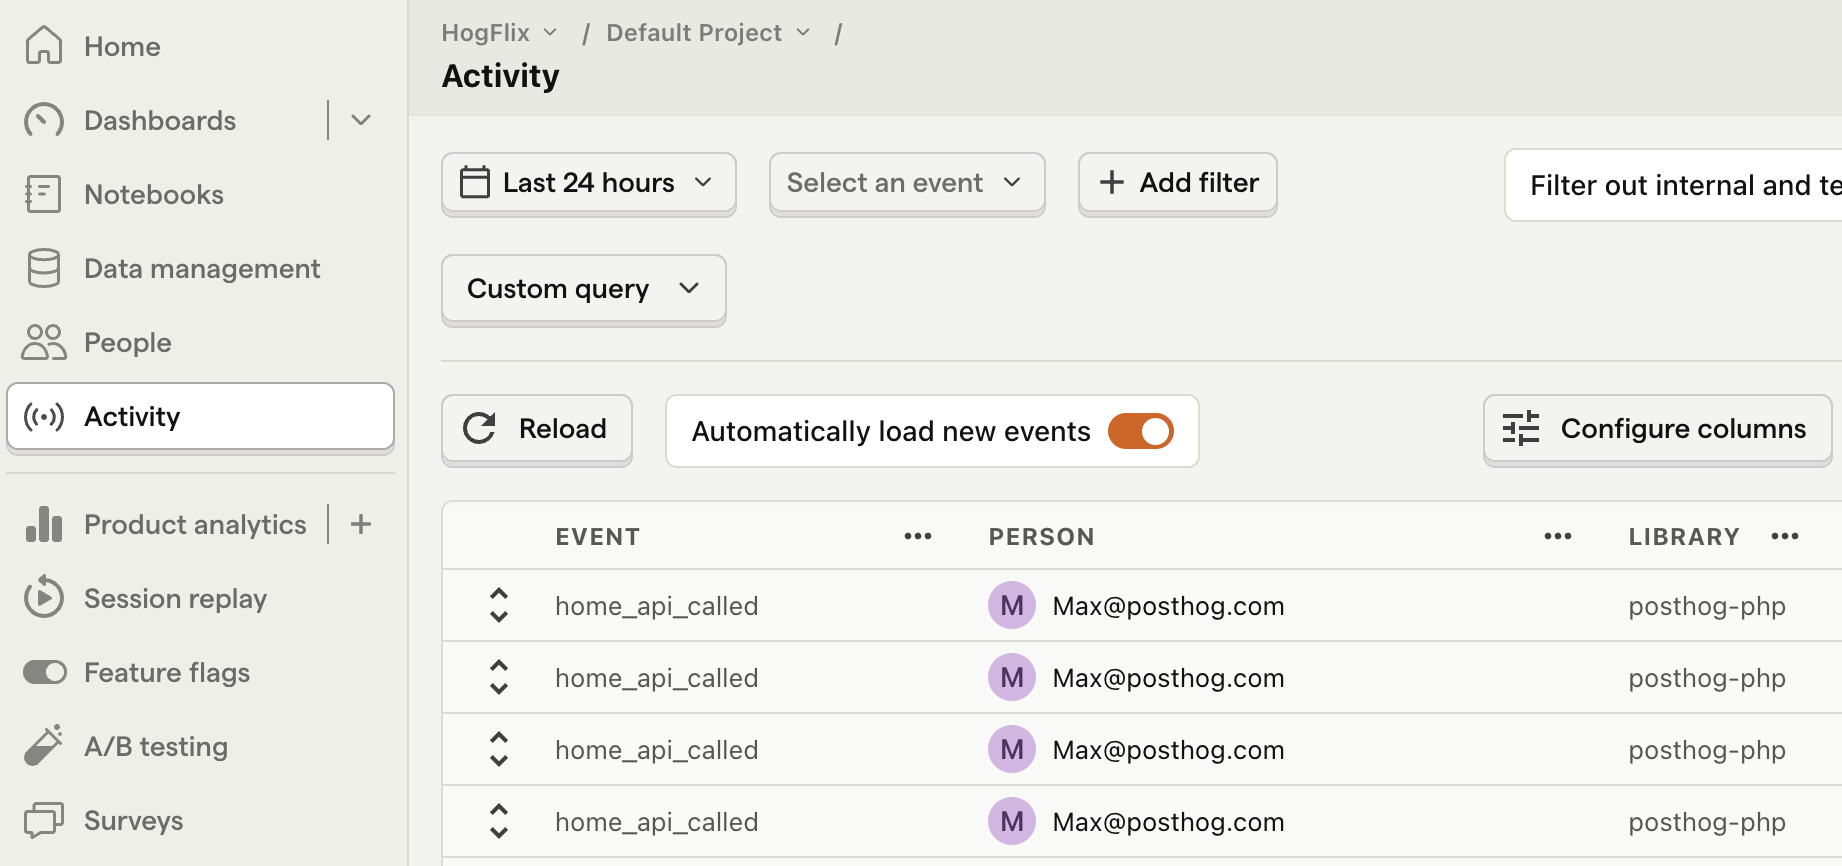 Home
Dashboards
Notebooks
Data management
People
Activity
Product analytics
Session replay
Feature flags
A/B testing
Surveys
HogFlix / Default Project /
Activity
Last 24 hours Select an event + Add filter Filter out internal and te
Custom query
Reload Automatically load new events Configure columns
EVENT ••• PERSON ••• LIBRARY •••
home_api_called M Max@posthog.com posthog-php
home_api_called M Max@posthog.com posthog-php
home_api_called M Max@posthog.com posthog-php
home_api_called M Max@posthog.com posthog-php